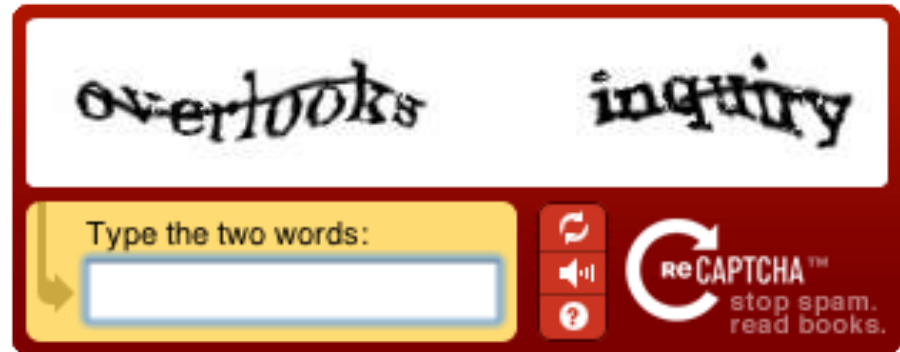 overlooks inquiry
Type the two words:
ReCAPTCHA™
stop spam.
read books.